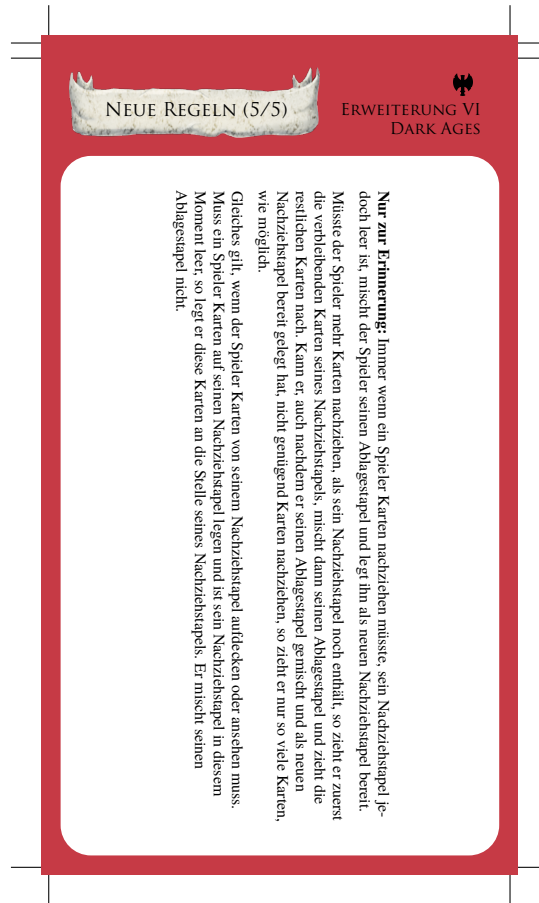 Neue Regeln (5/5)
Erweiterung VI
Dark Ages
Nur zur Erinnerung: Immer wenn ein Spieler Karten nachziehen müsste, sein Nachziehstapel je-
doch leer ist, mischt der Spieler seinen Ablagestapel und legt ihn als neuen Nachziehstapel bereit.
Müsste der Spieler mehr Karten nachziehen, als sein Nachziehstapel noch enthält, so zieht er zuerst
die verbleibenden Karten seines Nachziehstapels, mischt dann seinen Ablagestapel und zieht die
restlichen Karten nach. Kann er, auch nachdem er seinen Ablagestapel gemischt und als neuen
Nachziehstapel bereit gelegt hat, nicht genügend Karten nachziehen, so zieht er nur so viele Karten,
wie möglich.
Gleiches gilt, wenn der Spieler Karten von seinem Nachziehstapel aufdecken oder ansehen muss.
Muss ein Spieler Karten auf seinen Nachziehstapel legen und ist sein Nachziehstapel in diesem
Moment leer, so legt er diese Karten an die Stelle seines Nachziehstapels. Er mischt seinen
Ablagestapel nicht.